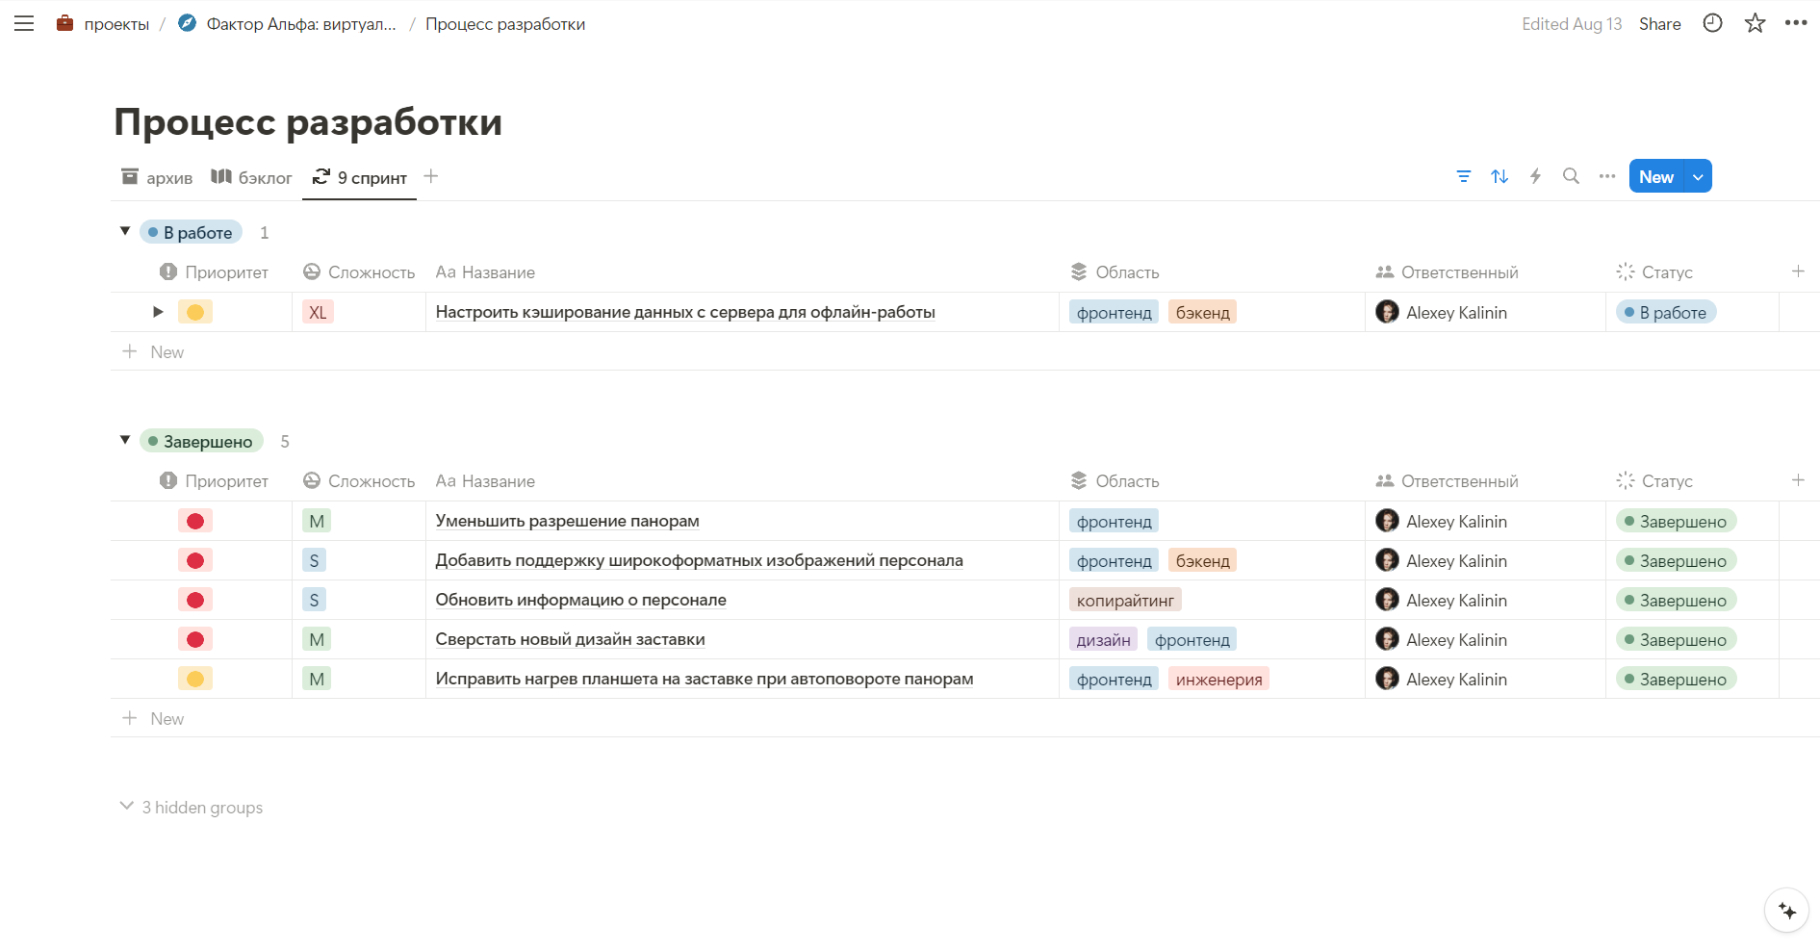 проекты / Фактор Альфа: виртуал... / Процесс разработки Edited Aug 13 Share
Процесс разработки
архив бэклог 9 спринт New
В работе 1
Приоритет Сложность Aa Название Область Ответственный Статус
XL Настроить кэширование данных с сервера для офлайн-работы фронтенд бэкенд Alexey Kalinin В работе
New
Завершено 5
Приоритет Сложность Aa Название Область Ответственный Статус
M Уменьшить разрешение панорам фронтенд Alexey Kalinin Завершено
S Добавить поддержку широкоформатных изображений персонала фронтенд бэкенд Alexey Kalinin Завершено
S Обновить информацию о персонале копирайтинг Alexey Kalinin Завершено
M Сверстать новый дизайн заставки дизайн фронтенд Alexey Kalinin Завершено
M Исправить нагрев планшета на заставке при автоповороте панорам фронтенд инженерия Alexey Kalinin Завершено
New
3 hidden groups